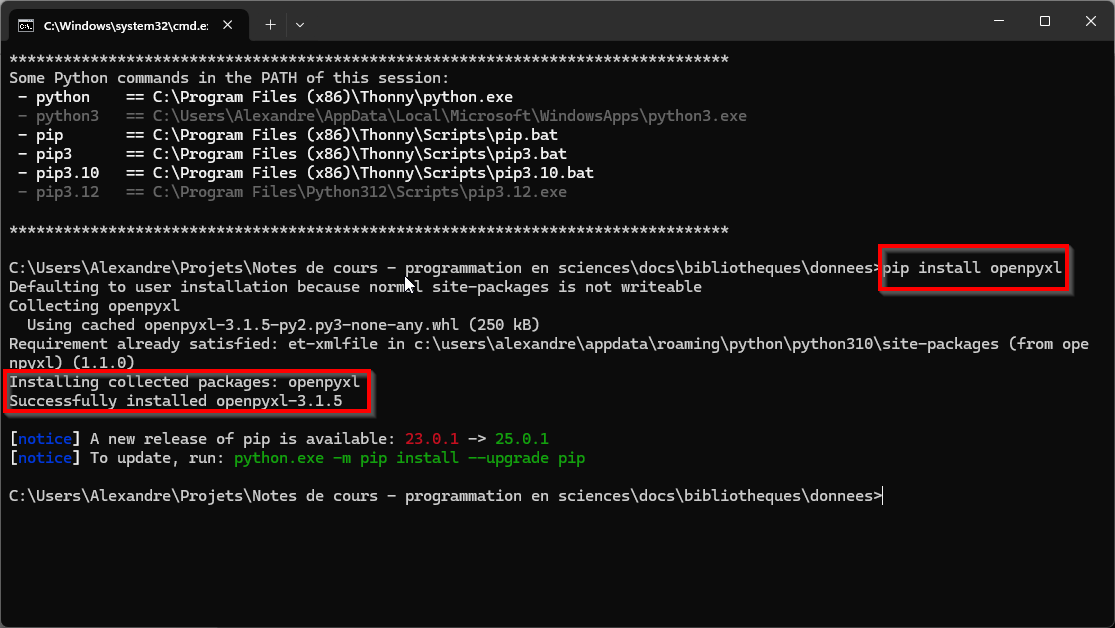 C:\Windows\system32\cmd.e:
********************************************************************************
Some Python commands in the PATH of this session:
 - python    == C:\Program Files (x86)\Thonny\python.exe
 - python3   == C:\Users\Alexandre\AppData\Local\Microsoft\WindowsApps\python3.exe
 - pip       == C:\Program Files (x86)\Thonny\Scripts\pip.bat
 - pip3      == C:\Program Files (x86)\Thonny\Scripts\pip3.bat
 - pip3.10   == C:\Program Files (x86)\Thonny\Scripts\pip3.10.bat
 - pip3.12   == C:\Program Files\Python312\Scripts\pip3.12.exe
********************************************************************************
C:\Users\Alexandre\Projets\Notes de cours - programmation en sciences\docs\bibliotheques\donnees>pip install openpyxl
Defaulting to user installation because normal site-packages is not writeable
Collecting openpyxl
  Using cached openpyxl-3.1.5-py2.py3-none-any.whl (250 kB)
Requirement already satisfied: et-xmlfile in c:\users\alexandre\appdata\roaming\python\python310\site-packages (from ope
npyxl) (1.1.0)
Installing collected packages: openpyxl
Successfully installed openpyxl-3.1.5
[notice] A new release of pip is available: 23.0.1 -> 25.0.1
[notice] To update, run: python.exe -m pip install --upgrade pip
C:\Users\Alexandre\Projets\Notes de cours - programmation en sciences\docs\bibliotheques\donnees>